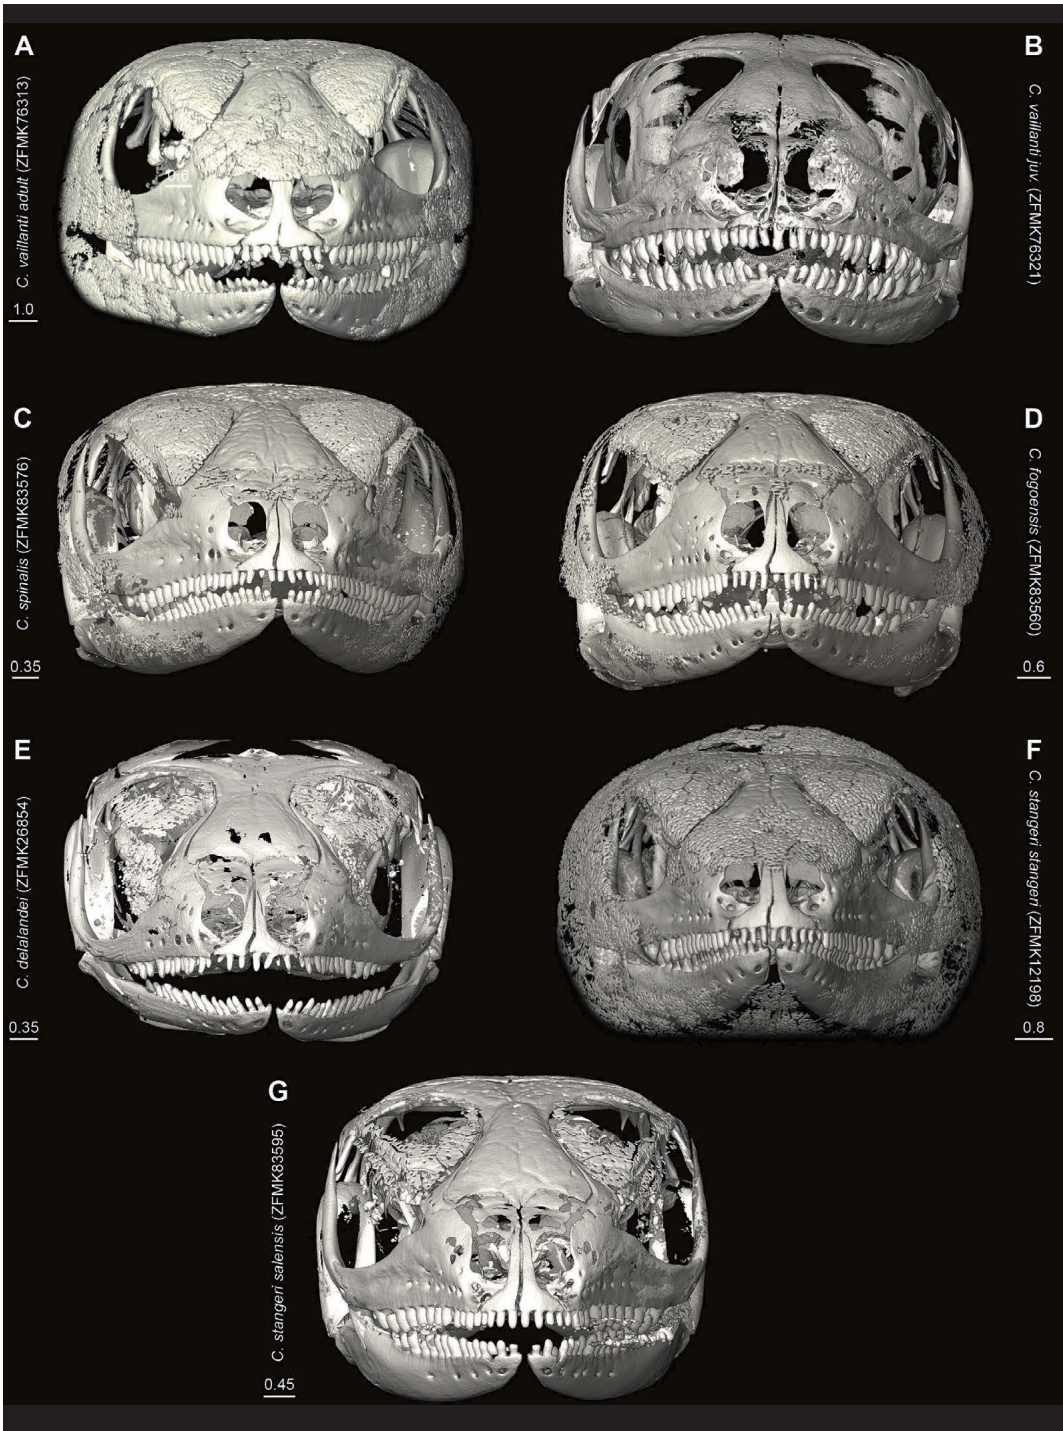 A
C. vaillanti adult (ZFMK76313)
1.0
B
C. vaillanti juv. (ZFMK76321)
C
C. spinalis (ZFMK83576)
0.35
D
C. fogoensis (ZFMK83560)
0.6
E
C. delalandei (ZFMK26854)
0.35
F
C. stangeri stangeri (ZFMK12198)
0.8
G
C. stangeri salensis (ZFMK83595)
0.45